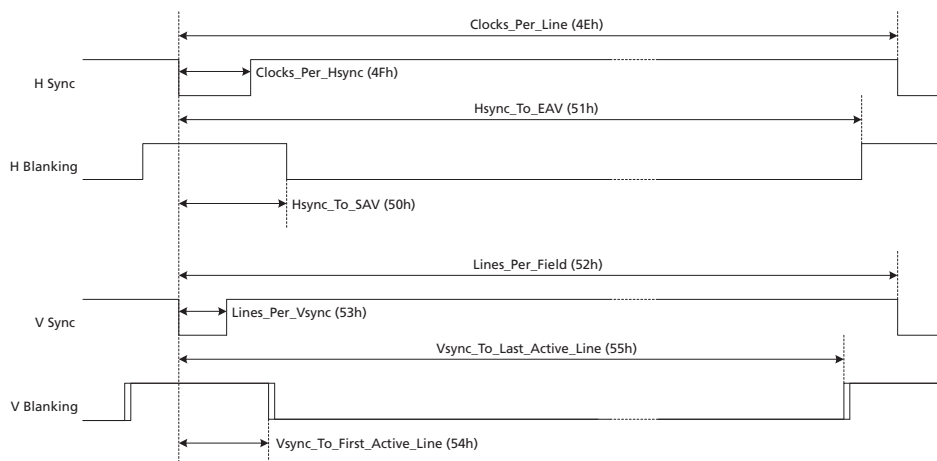 Clocks_Per_Line (4Eh)
H Sync
Clocks_Per_Hsync (4Fh)
Hsync_To_EAV (51h)
H Blanking
Hsync_To_SAV (50h)
Lines_Per_Field (52h)
V Sync
Lines_Per_Vsync (53h)
Vsync_To_Last_Active_Line (55h)
V Blanking
Vsync_To_First_Active_Line (54h)